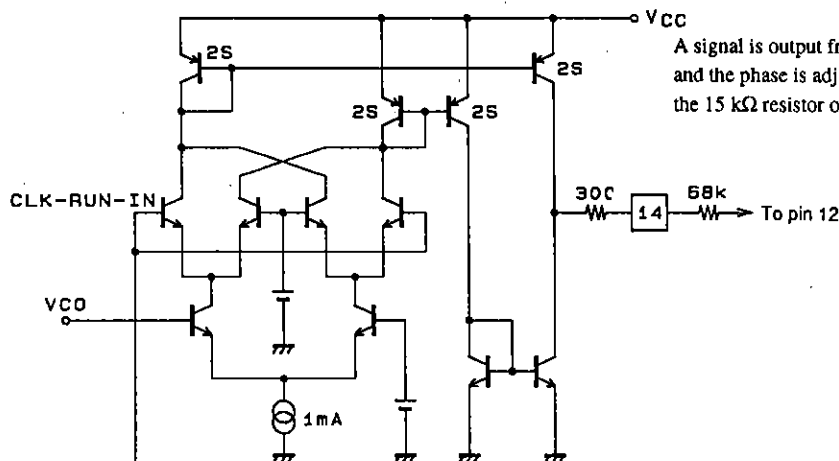 VCC
A signal is output fr
and the phase is adj
the 15 kΩ resistor o
2S
2S
2S
2S
CLK-RUN-IN
300
14
68k
To pin 12
VCO
1mA